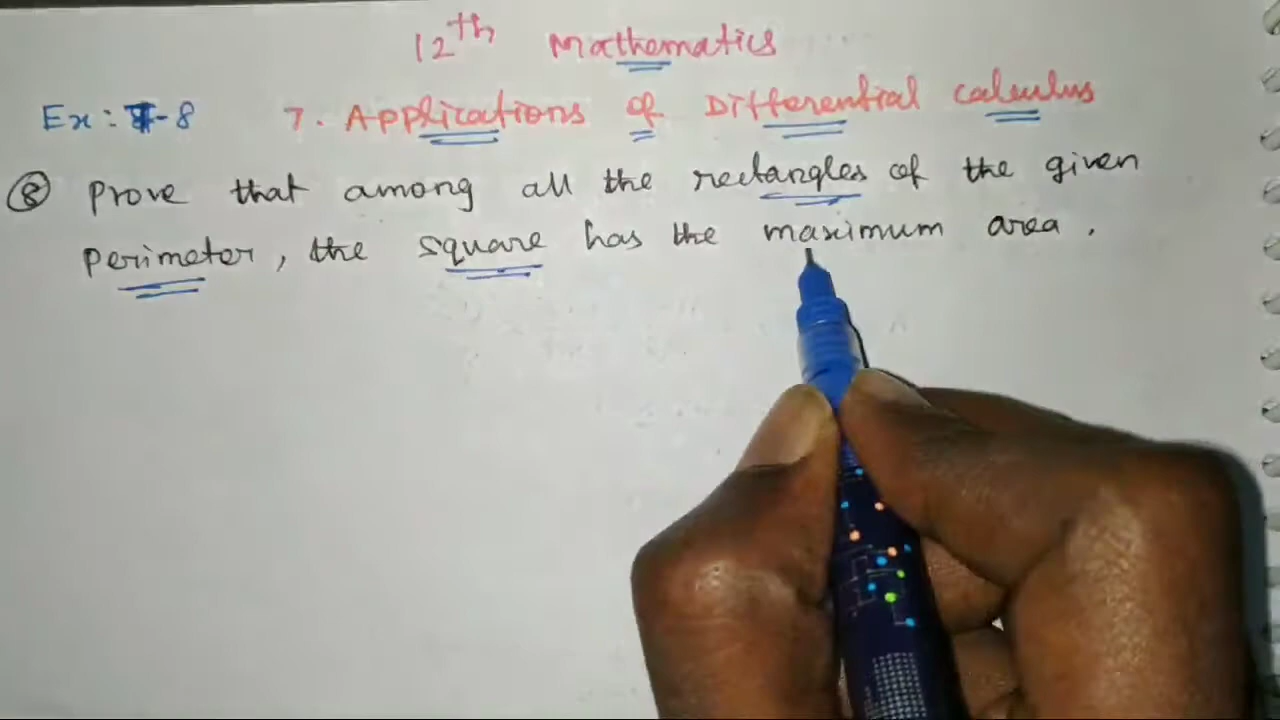 12th Mathematics
Ex: 7-8 7. Applications of Differential calculus
⑧ Prove that among all the rectangles of the given
perimeter, the square has the maximum area.